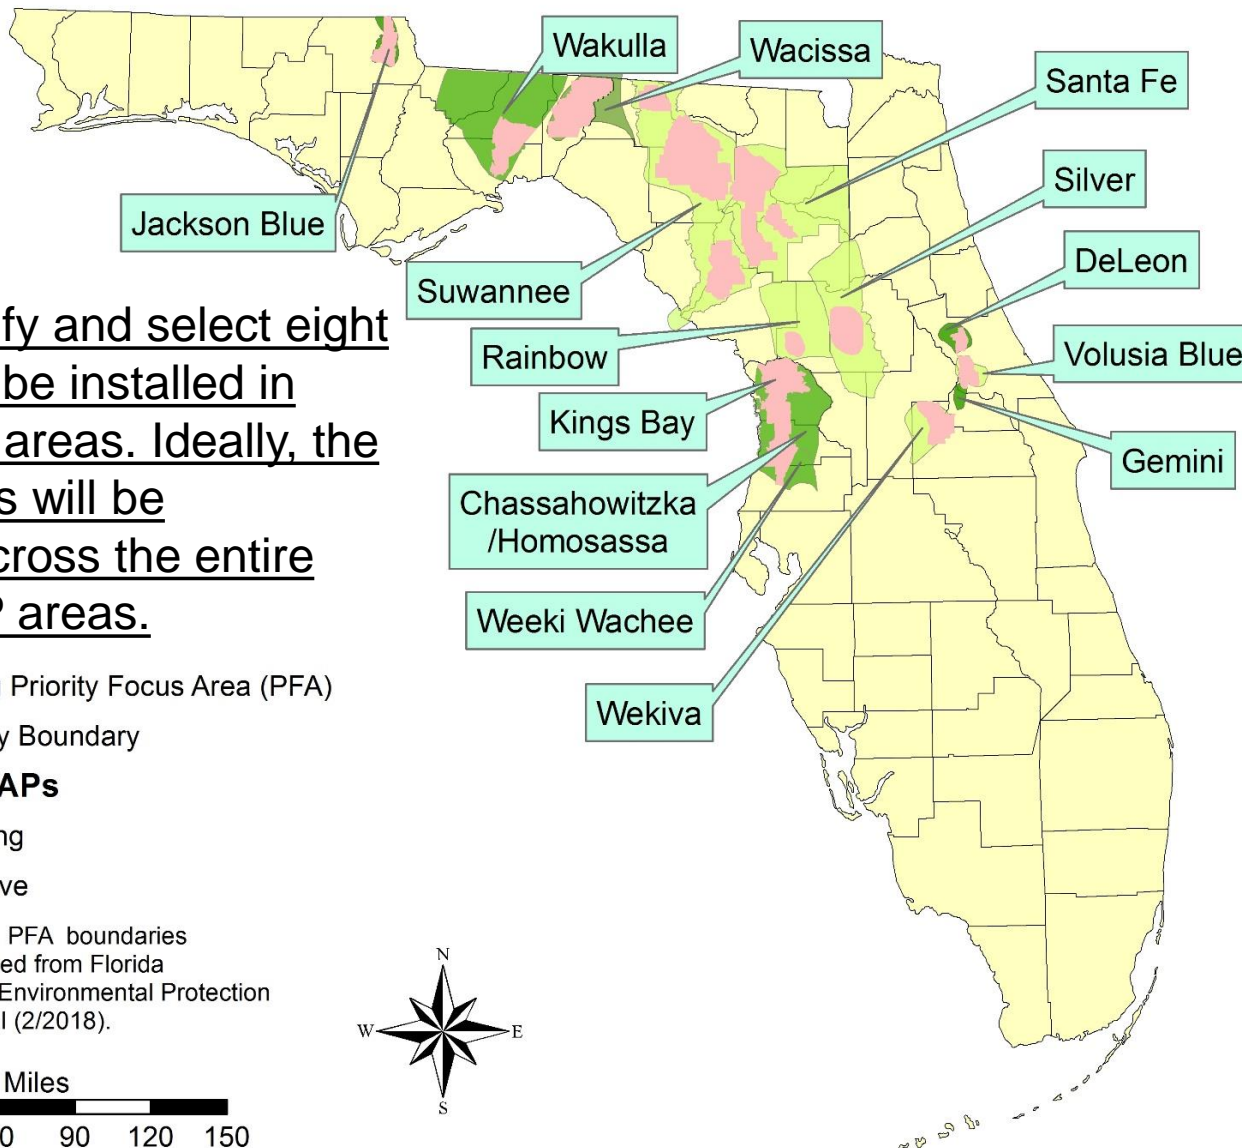 Wakulla
Wacissa
Santa Fe
Silver
Jackson Blue
DeLeon
Suwannee
Volusia Blue
Rainbow
Kings Bay
Gemini
Chassahowitzka
/Homosassa
Weeki Wachee
Wekiva
fy and select eight
be installed in
areas. Ideally, the
s will be
cross the entire
P areas.
Priority Focus Area (PFA)
y Boundary
APs
ng
ve
PFA boundaries
ed from Florida
Environmental Protection
l (2/2018).
N
W E
S
Miles
0 90 120 150